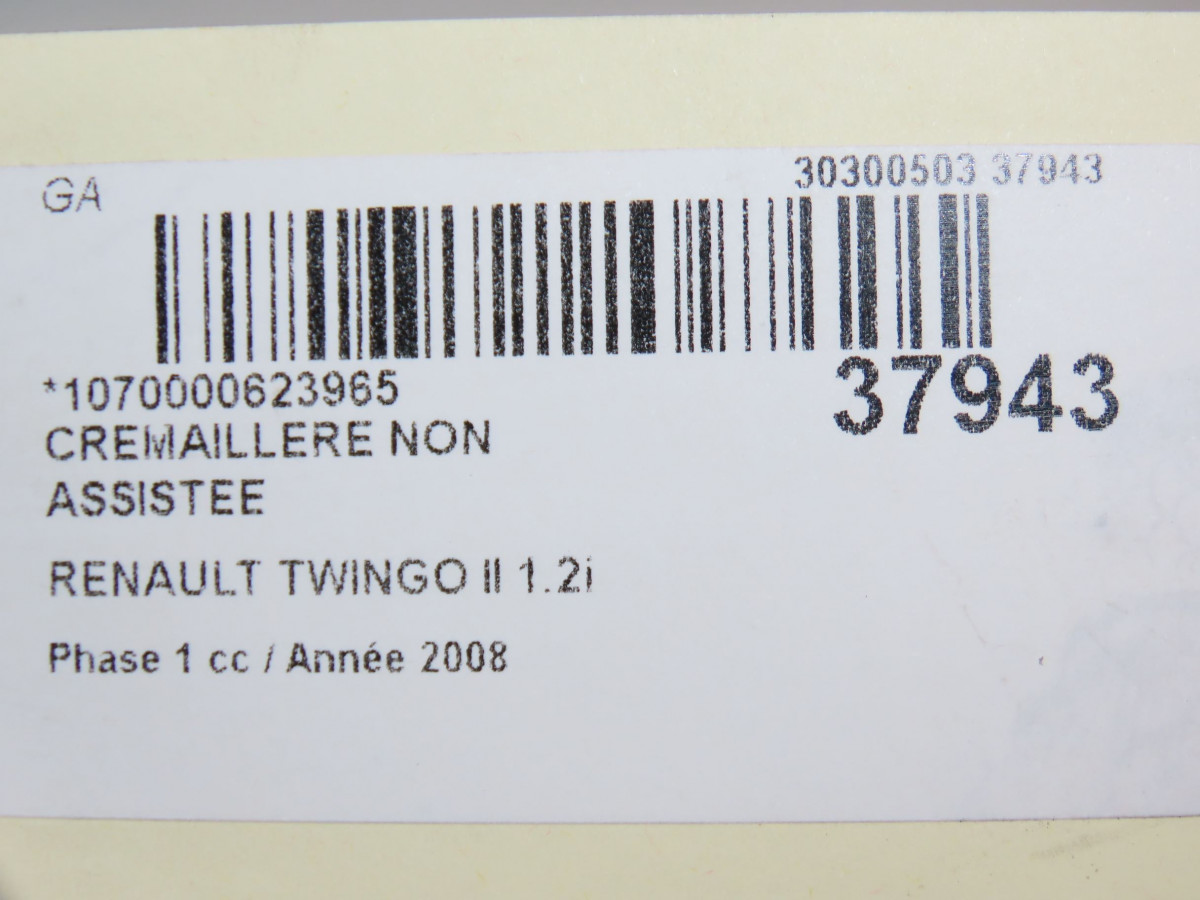 GA
30300503 37943
*1070000623965
37943
CREMAILLERE NON
ASSISTEE
RENAULT TWINGO II 1.2i
Phase 1 cc / Année 2008